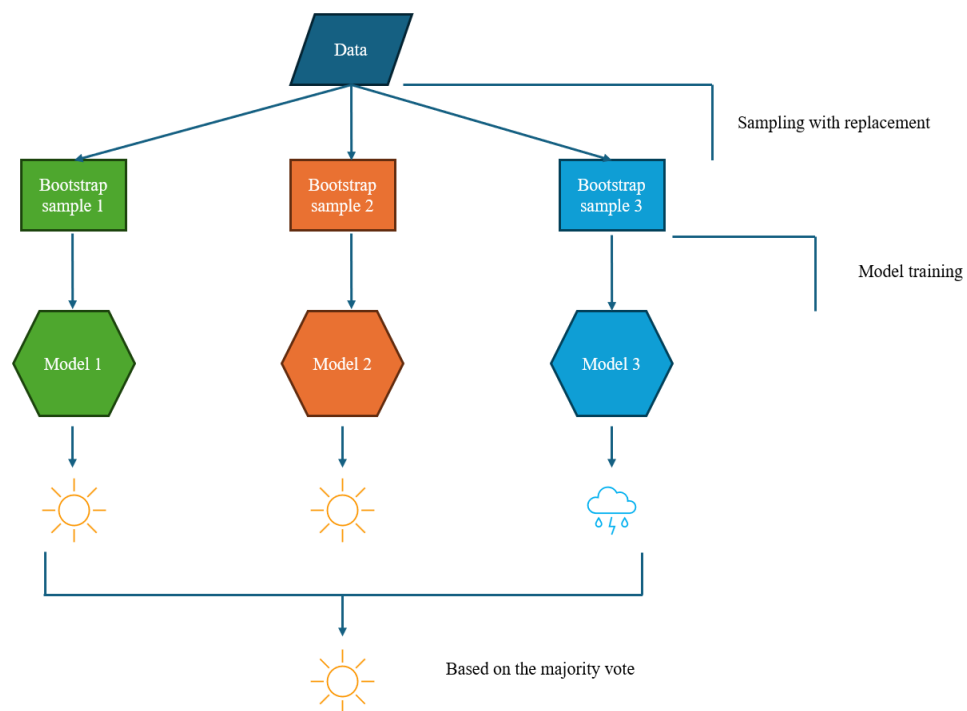 Data
Sampling with replacement
Bootstrap
sample 1
Bootstrap
sample 2
Bootstrap
sample 3
Model training
Model 1
Model 2
Model 3
Based on the majority vote